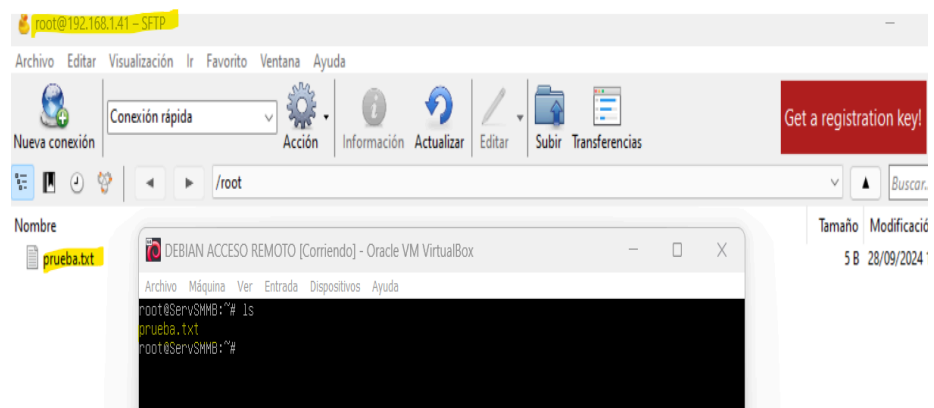 root@192.168.1.41 – SFTP
Archivo Editar Visualización Ir Favorito Ventana Ayuda
Nueva conexión
Conexión rápida
Acción
Información
Actualizar
Editar
Subir
Transferencias
Get a registration key!
/root
Buscar..
Nombre Tamaño Modificació
prueba.txt 5 B 28/09/2024 1
DEBIAN ACCESO REMOTO [Corriendo] - Oracle VM VirtualBox
Archivo Máquina Ver Entrada Dispositivos Ayuda
root@ServSMMB:~# ls
prueba.txt
root@ServSMMB:~#